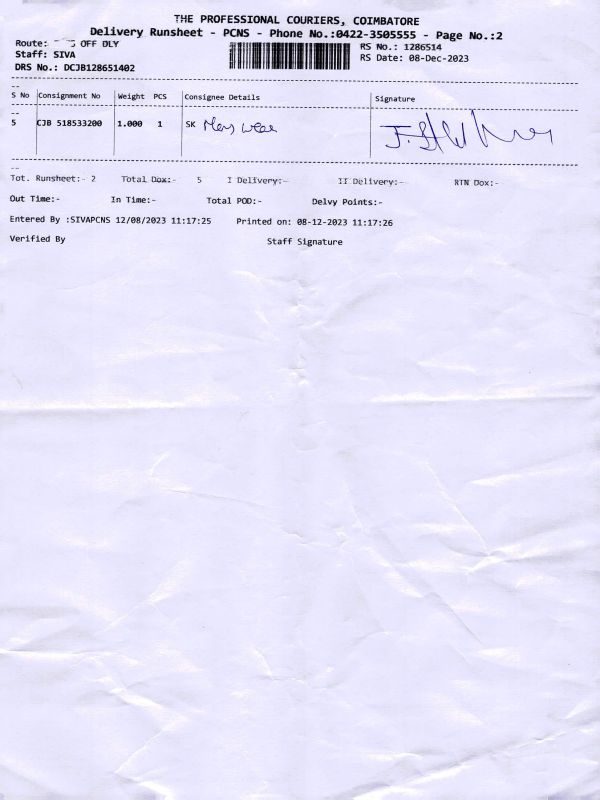 THE PROFESSIONAL COURIERS, COIMBATORE
Delivery Runsheet - PCNS - Phone No.:0422-3505555 - Page No.:2
Route: OFF DLY
RS No.: 1286514
Staff: SIVA
RS Date: 08-Dec-2023
DRS No.: DCJB128651402
S No Consignment No Weight PCS Consignee Details Signature
5 CJB 518533200 1.000 1 SK Mens wear
Tot. Runsheet:- 2 Total Dox:- 5 I Delivery:- II Delivery:- RTN Dox:-
Out Time:- In Time:- Total POD:- Delvy Points:-
Entered By :SIVAPCNS 12/08/2023 11:17:25 Printed on: 08-12-2023 11:17:26
Verified By Staff Signature